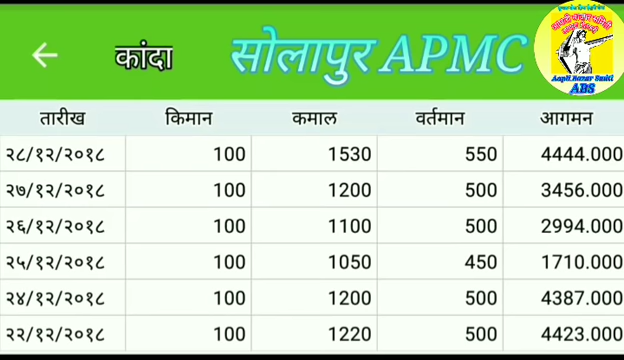 कांदा
सोलापुर APMC
Aapli Bazar Smiti
ABS
तारीख किमान कमाल वर्तमान आगमन
२८/१२/२०१८ 100 1530 550 4444.000
२७/१२/२०१८ 100 1200 500 3456.000
२६/१२/२०१८ 100 1100 500 2994.000
२५/१२/२०१८ 100 1050 450 1710.000
२४/१२/२०१८ 100 1200 500 4387.000
२२/१२/२०१८ 100 1220 500 4423.000